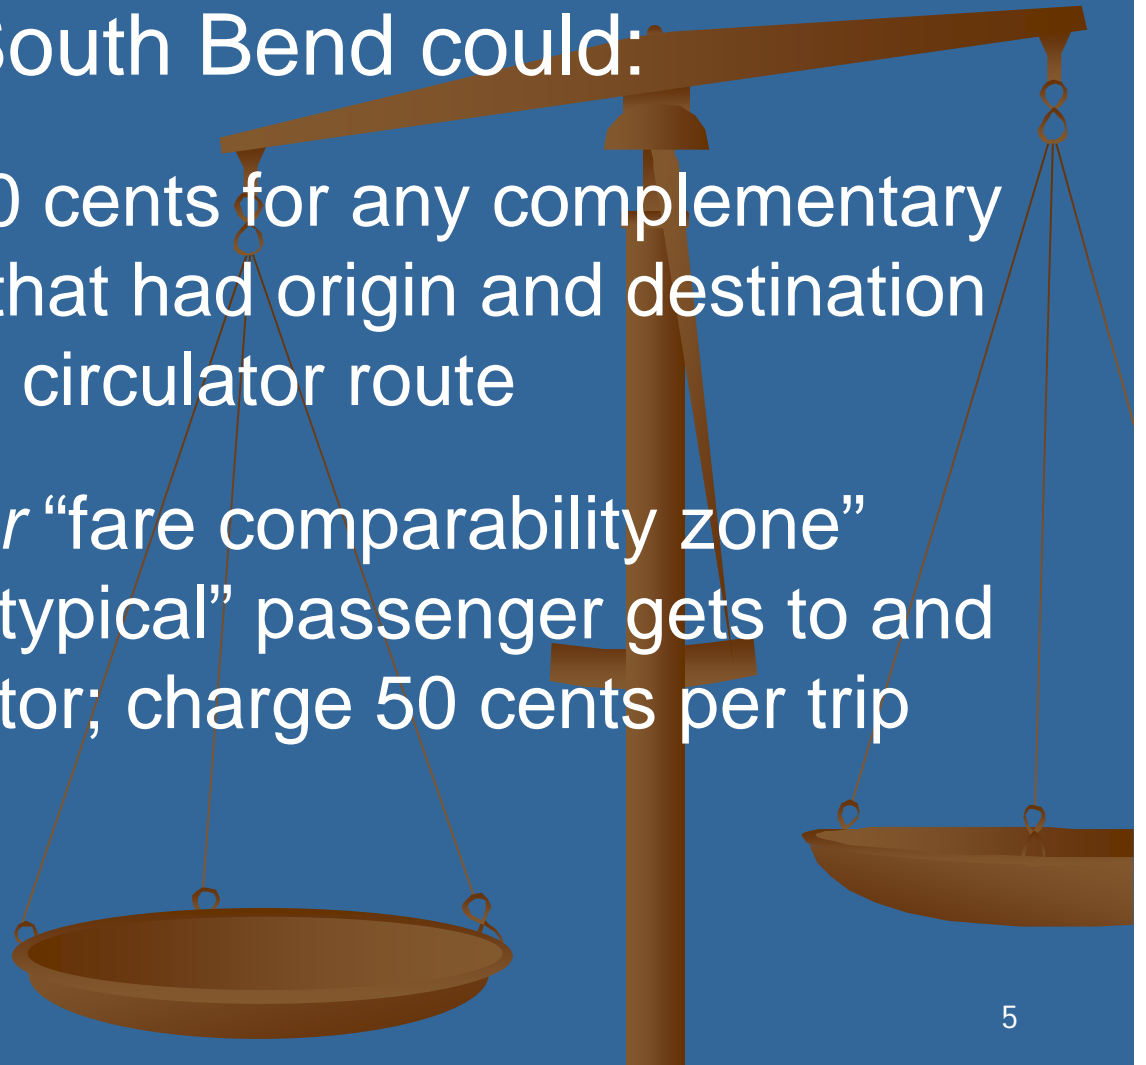 South Bend could:
0 cents for any complementary
that had origin and destination
circulator route
r “fare comparability zone”
typical” passenger gets to and
tor; charge 50 cents per trip
5